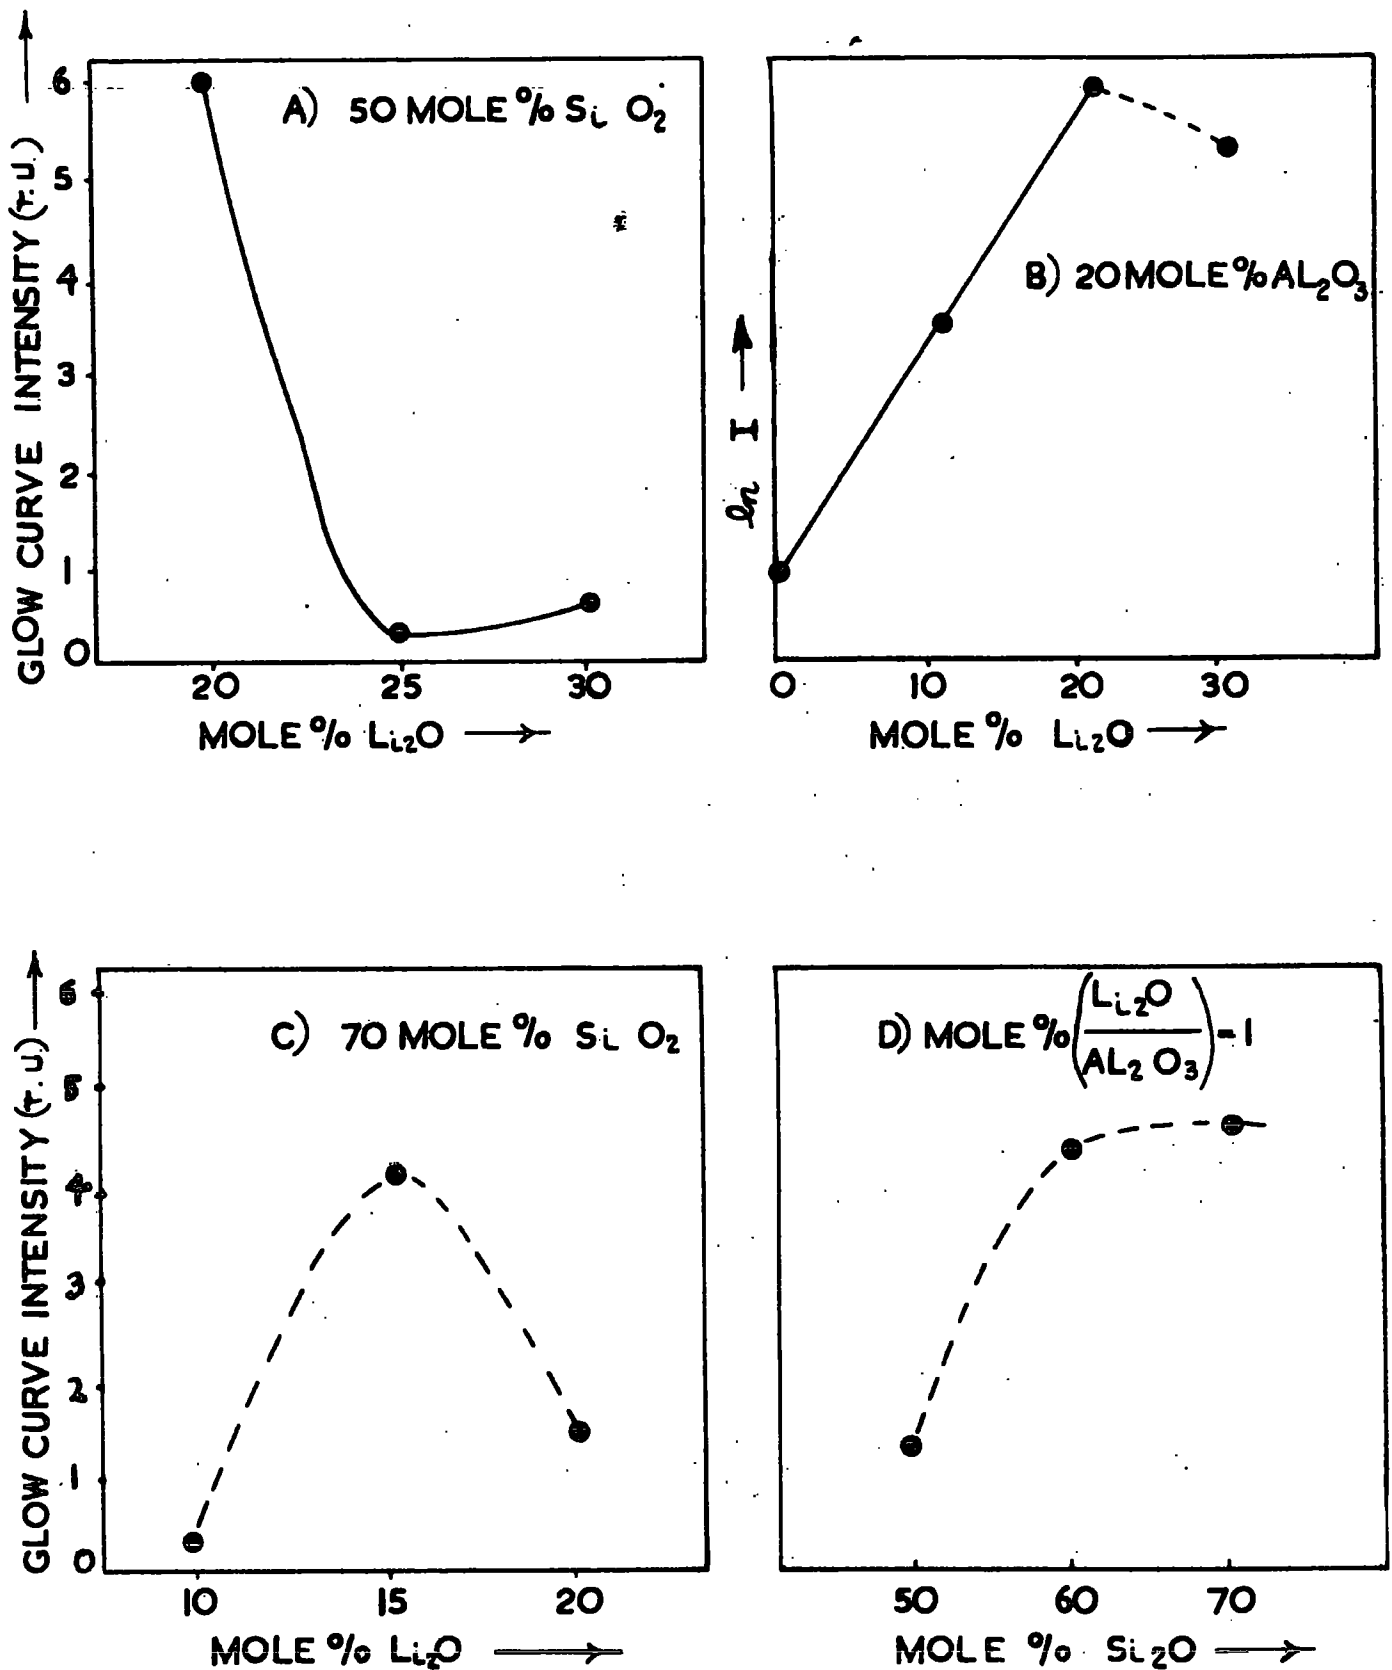 A) 50 MOLE % Si O2
GLOW CURVE INTENSITY (r.u.)
6
5
4
3
2
1
0
20 25 30
MOLE % Li2O
B) 20 MOLE % AL2O3
ln I
0 10 20 30
MOLE % Li2O
C) 70 MOLE % Si O2
GLOW CURVE INTENSITY (r.u.)
6
5
4
3
2
1
0
10 15 20
MOLE % Li2O
D) MOLE % (Li2O / AL2 O3) = 1
50 60 70
MOLE % Si2O